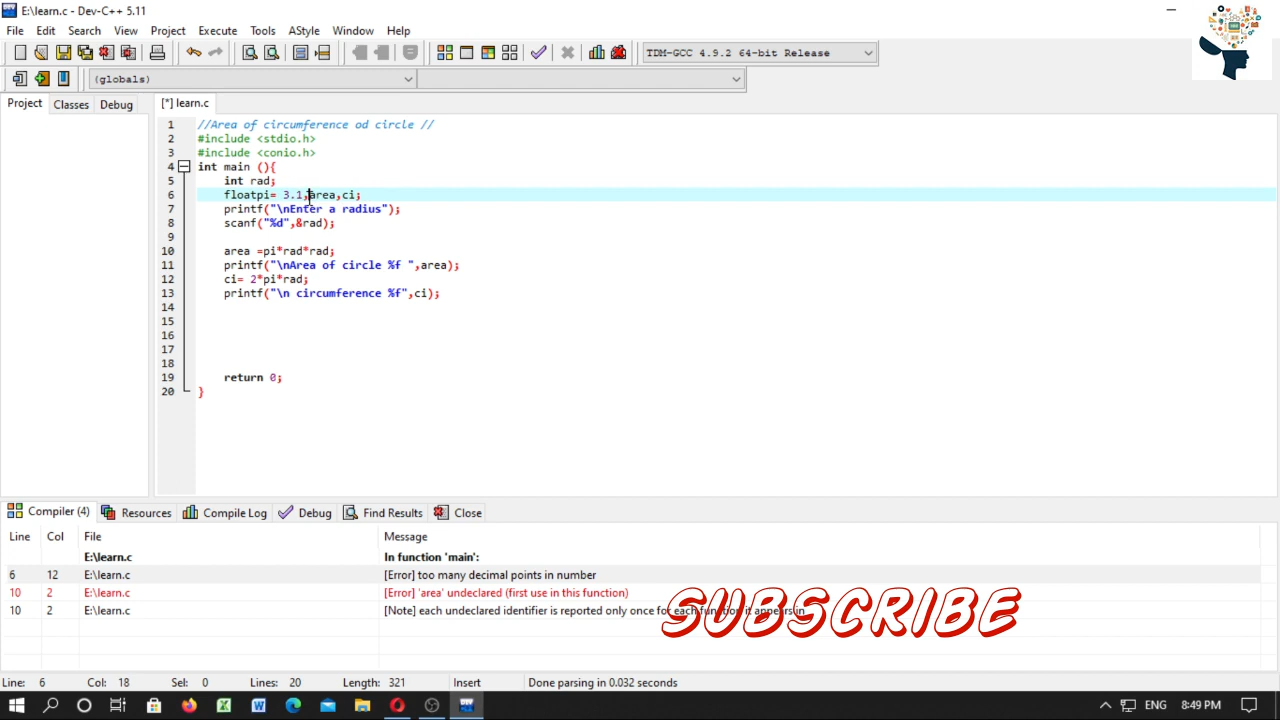 E:\learn.c - Dev-C++ 5.11
File Edit Search View Project Execute Tools AStyle Window Help
TDM-GCC 4.9.2 64-bit Release
(globals)
Project Classes Debug [*] learn.c
1 //Area of circumference od circle //
2 #include <stdio.h>
3 #include <conio.h>
4 int main (){
5 int rad;
6 floatpi= 3.1,area,ci;
7 printf("\nEnter a radius");
8 scanf("%d",&rad);
9
10 area =pi*rad*rad;
11 printf("\nArea of circle %f ",area);
12 ci= 2*pi*rad;
13 printf("\n circumference %f",ci);
14
15
16
17
18
19 return 0;
20 }
Compiler (4) Resources Compile Log Debug Find Results Close
Line Col File Message
E:\learn.c In function 'main':
6 12 E:\learn.c [Error] too many decimal points in number
10 2 E:\learn.c [Error] 'area' undeclared (first use in this function)
10 2 E:\learn.c [Note] each undeclared identifier is reported only once for each function it appears in
SUBSCRIBE
Line: 6 Col: 18 Sel: 0 Lines: 20 Length: 321 Insert Done parsing in 0.032 seconds
ENG 8:49 PM